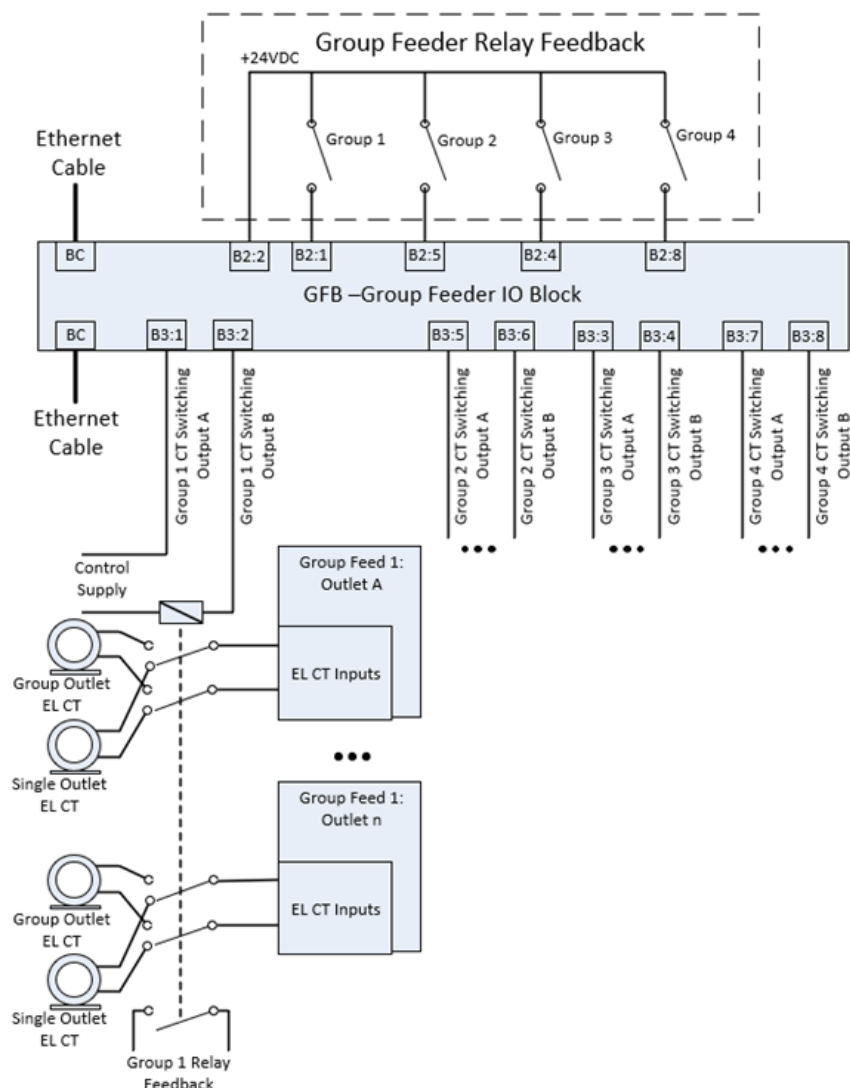 Group Feeder Relay Feedback
+24VDC
Ethernet
Cable
Group 1
Group 2
Group 3
Group 4
BC
B2:2
B2:1
B2:5
B2:4
B2:8
GFB –Group Feeder IO Block
BC
B3:1
B3:2
B3:5
B3:6
B3:3
B3:4
B3:7
B3:8
Ethernet
Cable
Group 1 CT Switching
Output A
Group 1 CT Switching
Output B
Group 2 CT Switching
Output A
Group 2 CT Switching
Output B
Group 3 CT Switching
Output A
Group 3 CT Switching
Output B
Group 4 CT Switching
Output A
Group 4 CT Switching
Output B
Control
Supply
Group Feed 1:
Outlet A
EL CT Inputs
Group Outlet
EL CT
Single Outlet
EL CT
Group Feed 1:
Outlet n
EL CT Inputs
Group Outlet
EL CT
Single Outlet
EL CT
Group 1 Relay
Feedback